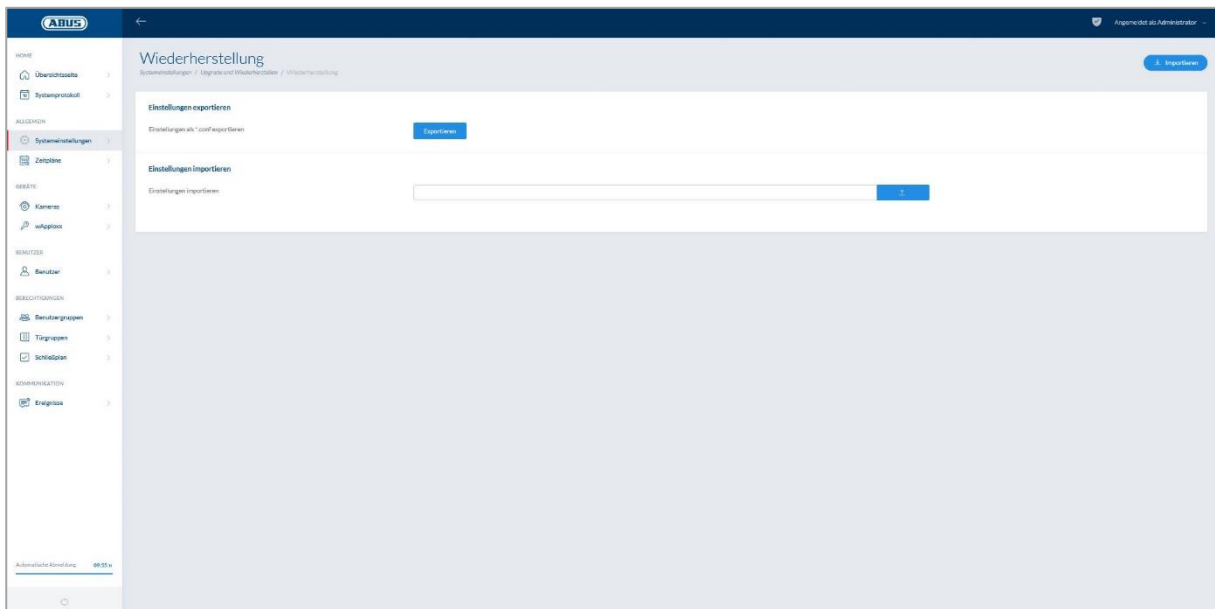 ABUS
Angemeldet als Administrator
HOME
Übersichtsseite
Systemprotokoll
ALLGEMEIN
Systemeinstellungen
Zeitpläne
GERÄTE
Kameras
wAppLoxx
BENUTZER
Benutzer
BERECHTIGUNGEN
Benutzergruppen
Türgruppen
Schließplan
KOMMUNIKATION
Ereignisse
Automatische Abmeldung 09:35 M
Wiederherstellung
Systemeinstellungen / Upgrade und Wiederherstellen / Wiederherstellung
Importieren
Einstellungen exportieren
Einstellungen als *.conf exportieren
Exportieren
Einstellungen importieren
Einstellungen importieren